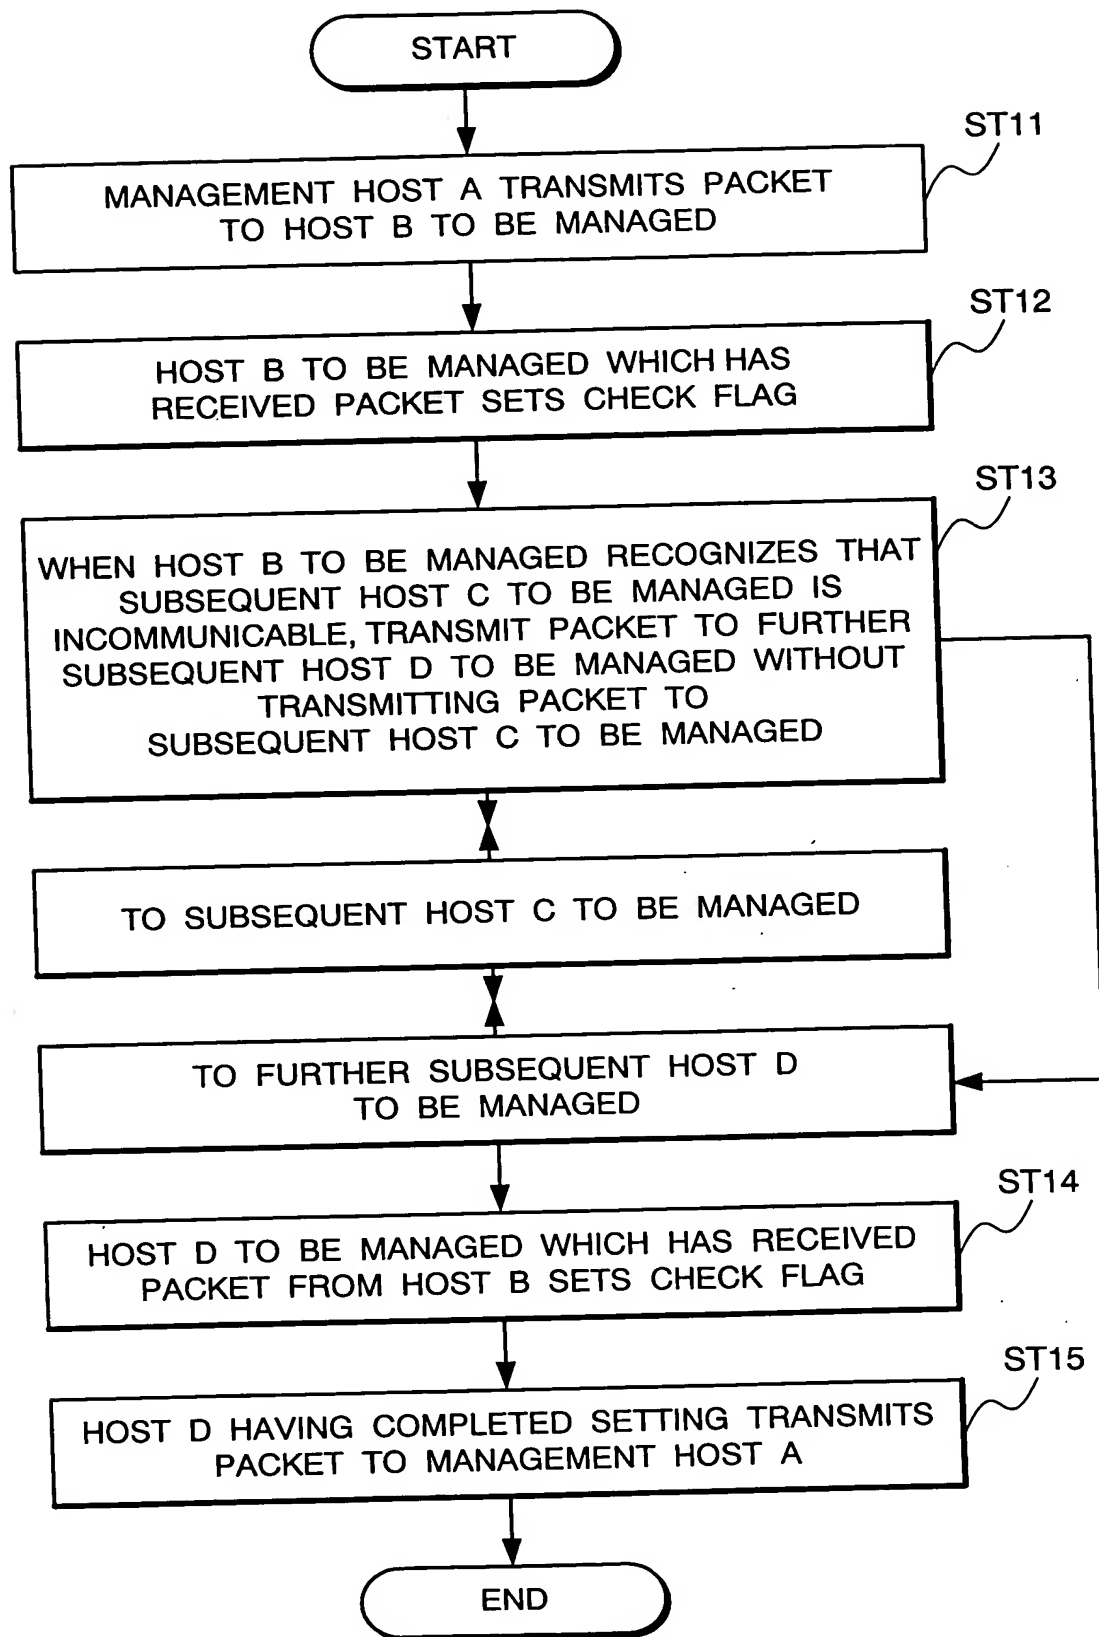 START
ST11
MANAGEMENT HOST A TRANSMITS PACKET
TO HOST B TO BE MANAGED
ST12
HOST B TO BE MANAGED WHICH HAS
RECEIVED PACKET SETS CHECK FLAG
ST13
WHEN HOST B TO BE MANAGED RECOGNIZES THAT
SUBSEQUENT HOST C TO BE MANAGED IS
INCOMMUNICABLE, TRANSMIT PACKET TO FURTHER
SUBSEQUENT HOST D TO BE MANAGED WITHOUT
TRANSMITTING PACKET TO
SUBSEQUENT HOST C TO BE MANAGED
TO SUBSEQUENT HOST C TO BE MANAGED
TO FURTHER SUBSEQUENT HOST D
TO BE MANAGED
ST14
HOST D TO BE MANAGED WHICH HAS RECEIVED
PACKET FROM HOST B SETS CHECK FLAG
ST15
HOST D HAVING COMPLETED SETTING TRANSMITS
PACKET TO MANAGEMENT HOST A
END